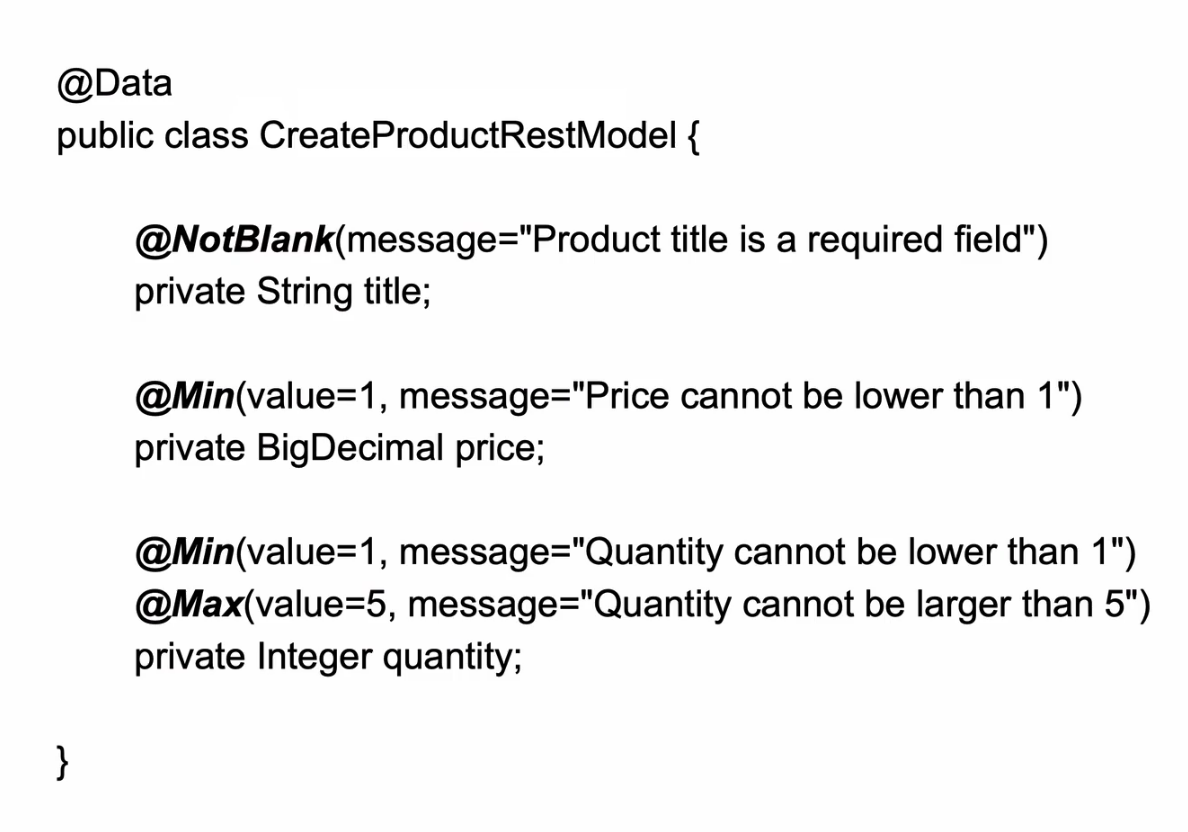 @Data
public class CreateProductRestModel {
@NotBlank(message="Product title is a required field")
private String title;
@Min(value=1, message="Price cannot be lower than 1")
private BigDecimal price;
@Min(value=1, message="Quantity cannot be lower than 1")
@Max(value=5, message="Quantity cannot be larger than 5")
private Integer quantity;
}